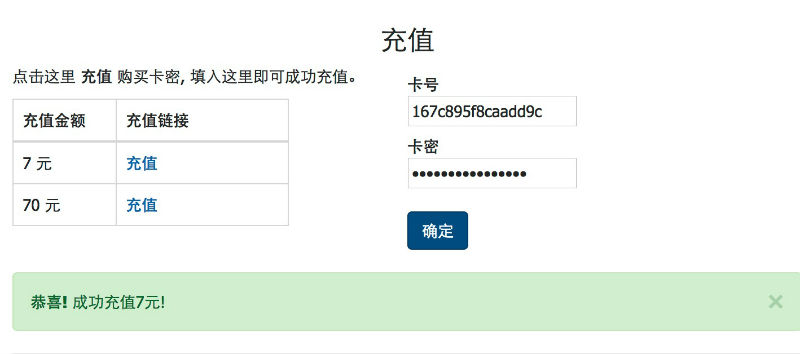 充值
点击这里 充值 购买卡密, 填入这里即可成功充值。
充值金额 充值链接
7 元 充值
70 元 充值
卡号
167c895f8caadd9c
卡密
••••••••••••••••
确定
恭喜! 成功充值7元!
×